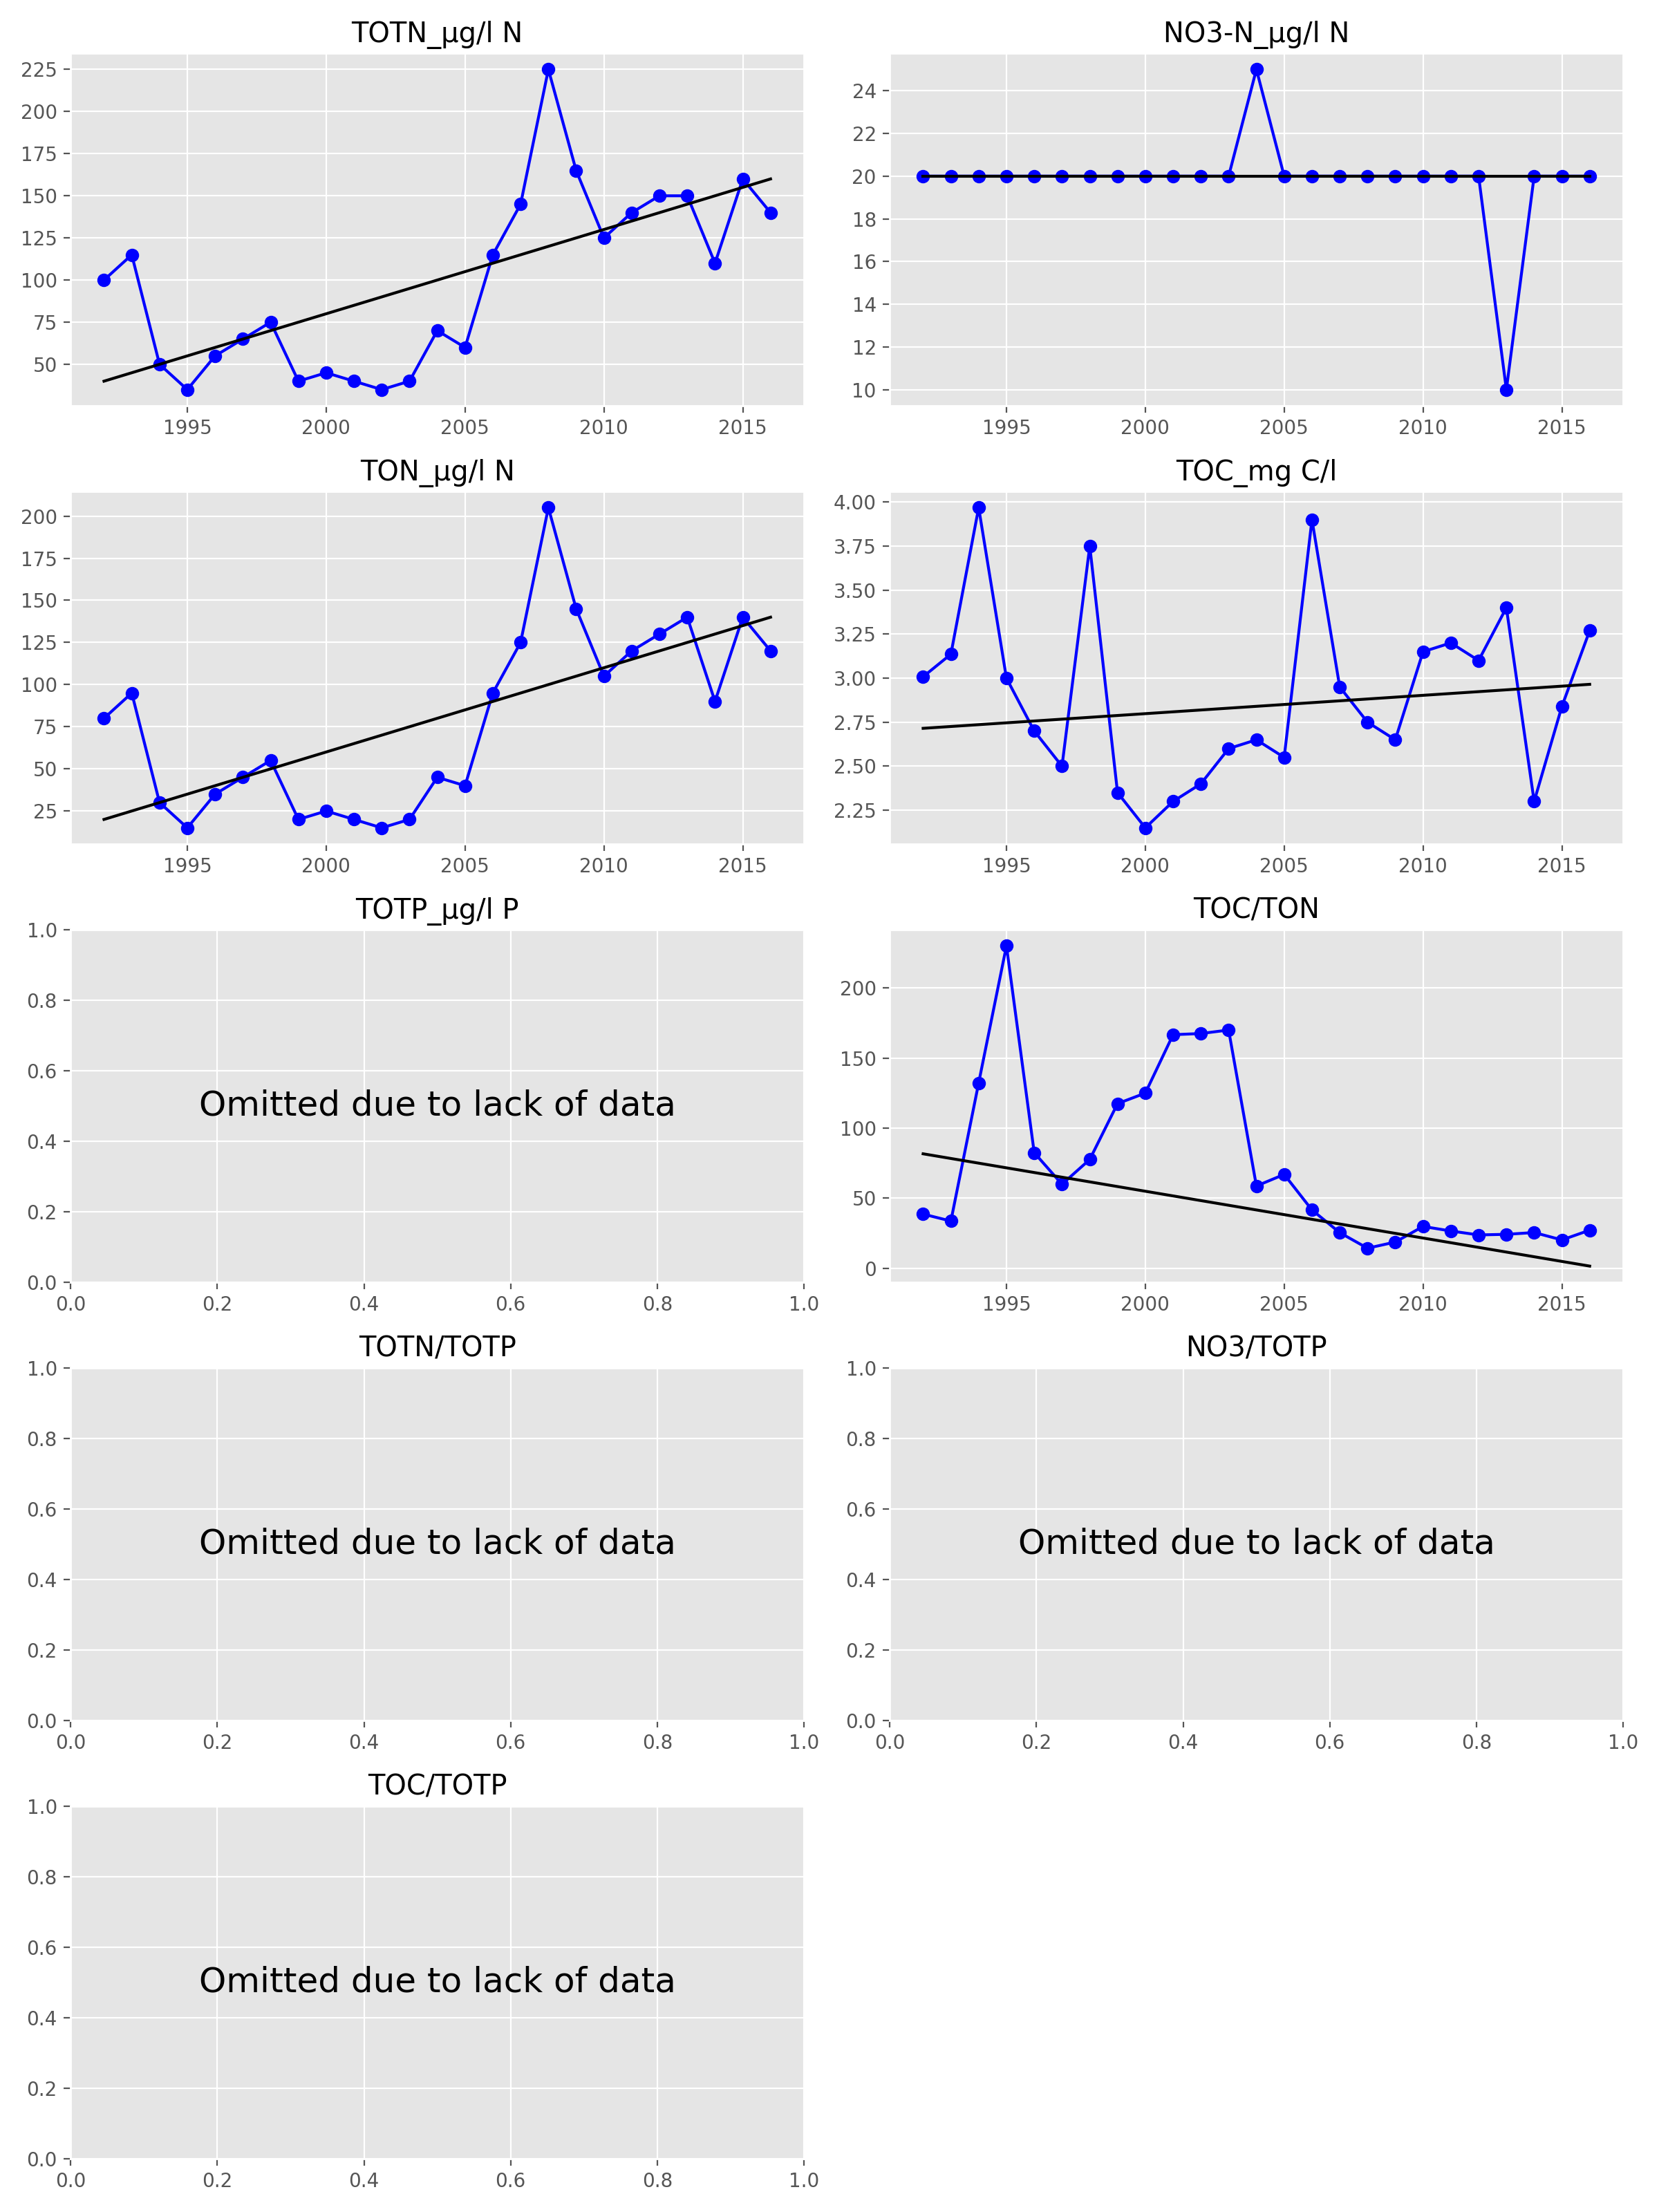 TOTN_µg/l N
225
200
175
150
125
100
75
50
1995 2000 2005 2010 2015
NO3-N_µg/l N
24
22
20
18
16
14
12
10
1995 2000 2005 2010 2015
TON_µg/l N
200
175
150
125
100
75
50
25
1995 2000 2005 2010 2015
TOC_mg C/l
4.00
3.75
3.50
3.25
3.00
2.75
2.50
2.25
1995 2000 2005 2010 2015
TOTP_µg/l P
1.0
0.8
0.6
Omitted due to lack of data
0.4
0.2
0.0
0.0 0.2 0.4 0.6 0.8 1.0
TOC/TON
200
150
100
50
0
1995 2000 2005 2010 2015
TOTN/TOTP
1.0
0.8
0.6
Omitted due to lack of data
0.4
0.2
0.0
0.0 0.2 0.4 0.6 0.8 1.0
NO3/TOTP
1.0
0.8
0.6
Omitted due to lack of data
0.4
0.2
0.0
0.0 0.2 0.4 0.6 0.8 1.0
TOC/TOTP
1.0
0.8
0.6
Omitted due to lack of data
0.4
0.2
0.0
0.0 0.2 0.4 0.6 0.8 1.0